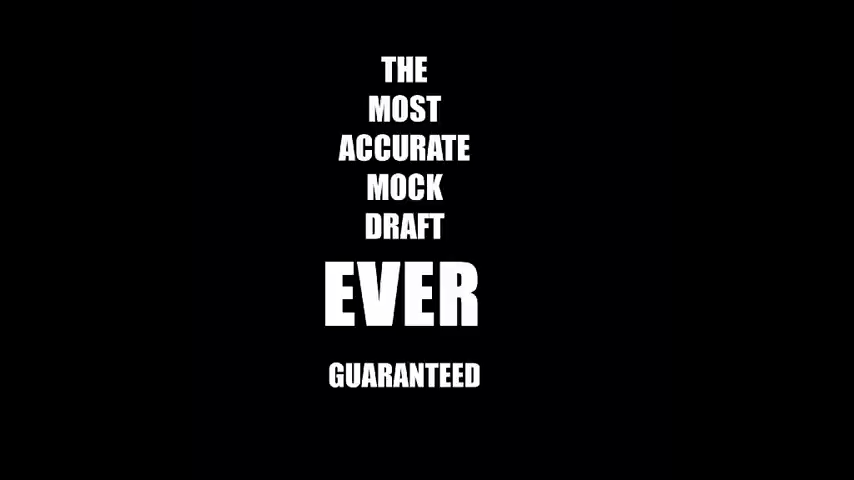 THE
MOST
ACCURATE
MOCK
DRAFT
EVER
GUARANTEED